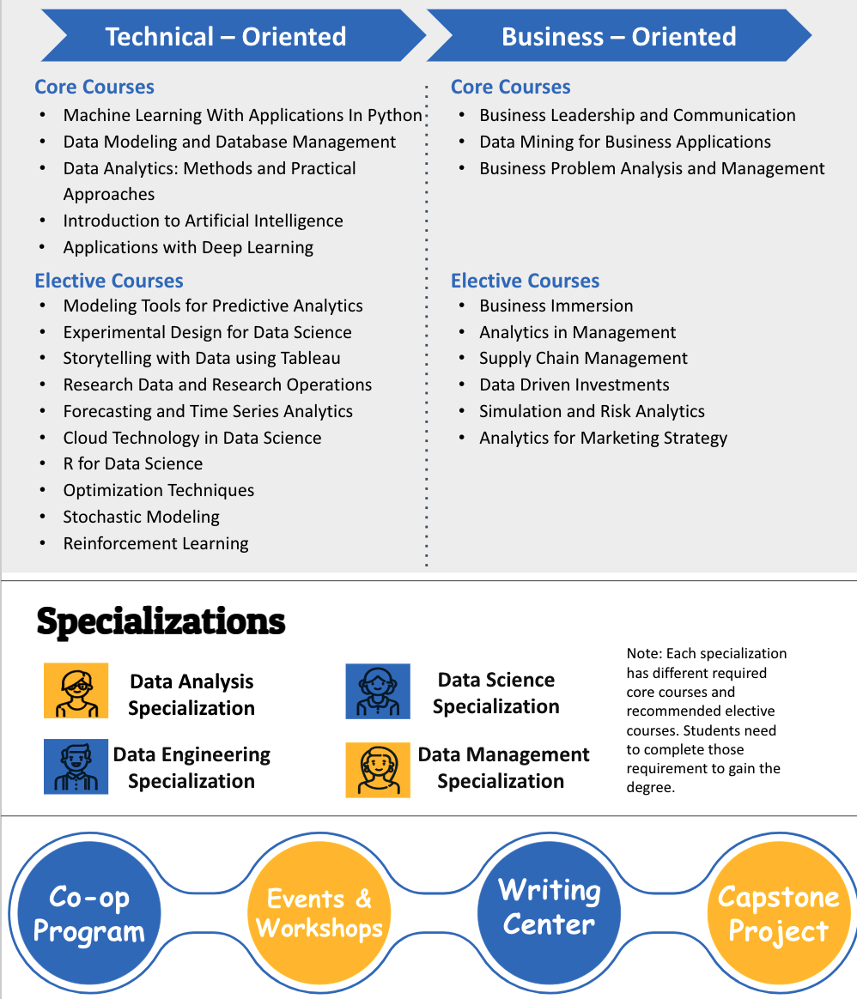 Technical – Oriented
Core Courses
• Machine Learning With Applications In Python
• Data Modeling and Database Management
• Data Analytics: Methods and Practical
Approaches
• Introduction to Artificial Intelligence
• Applications with Deep Learning
Elective Courses
• Modeling Tools for Predictive Analytics
• Experimental Design for Data Science
• Storytelling with Data using Tableau
• Research Data and Research Operations
• Forecasting and Time Series Analytics
• Cloud Technology in Data Science
• R for Data Science
• Optimization Techniques
• Stochastic Modeling
• Reinforcement Learning
Business – Oriented
Core Courses
• Business Leadership and Communication
• Data Mining for Business Applications
• Business Problem Analysis and Management
Elective Courses
• Business Immersion
• Analytics in Management
• Supply Chain Management
• Data Driven Investments
• Simulation and Risk Analytics
• Analytics for Marketing Strategy
Specializations
Data Analysis
Specialization
Data Science
Specialization
Data Engineering
Specialization
Data Management
Specialization
Note: Each specialization
has different required
core courses and
recommended elective
courses. Students need
to complete those
requirement to gain the
degree.
Co-op
Program
Events &
Workshops
Writing
Center
Capstone
Project